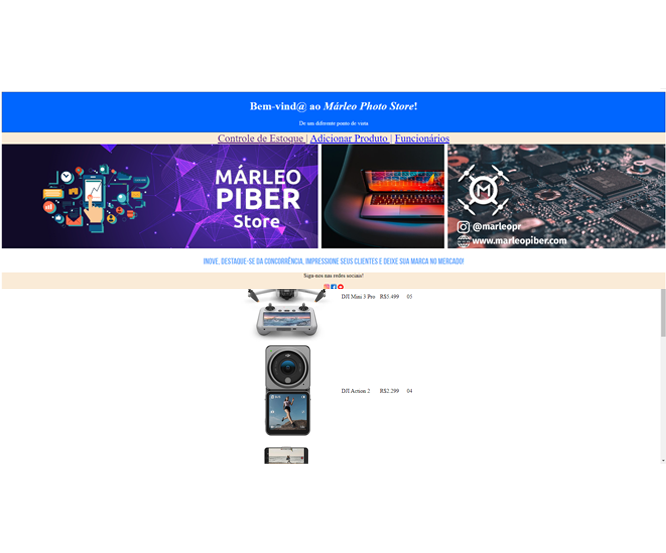 Bem-vind@ ao Márleo Photo Store!
De um diferente ponto de vista
Controle de Estoque | Adicionar Produto | Funcionários
MÁRLEO
PIBER
Store
M
@marleopr
www.marleopiber.com
INOVE, DESTAQUE-SE DA CONCORRÊNCIA, IMPRESSIONE SEUS CLIENTES E DEIXE SUA MARCA NO MERCADO!
Siga-nos nas redes sociais!
DJI Mini 3 Pro R$5.499 03
DJI Action 2 R$2.299 04